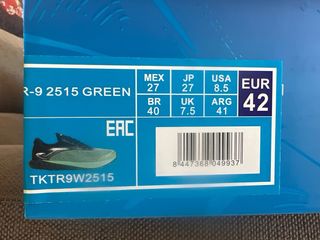 R-9 2515 GREEN
MEX 27 JP 27 USA 8.5 EUR 42
BR 40 UK 7.5 ARG 41
EAC
TKTR9W2515
8 447368 049937